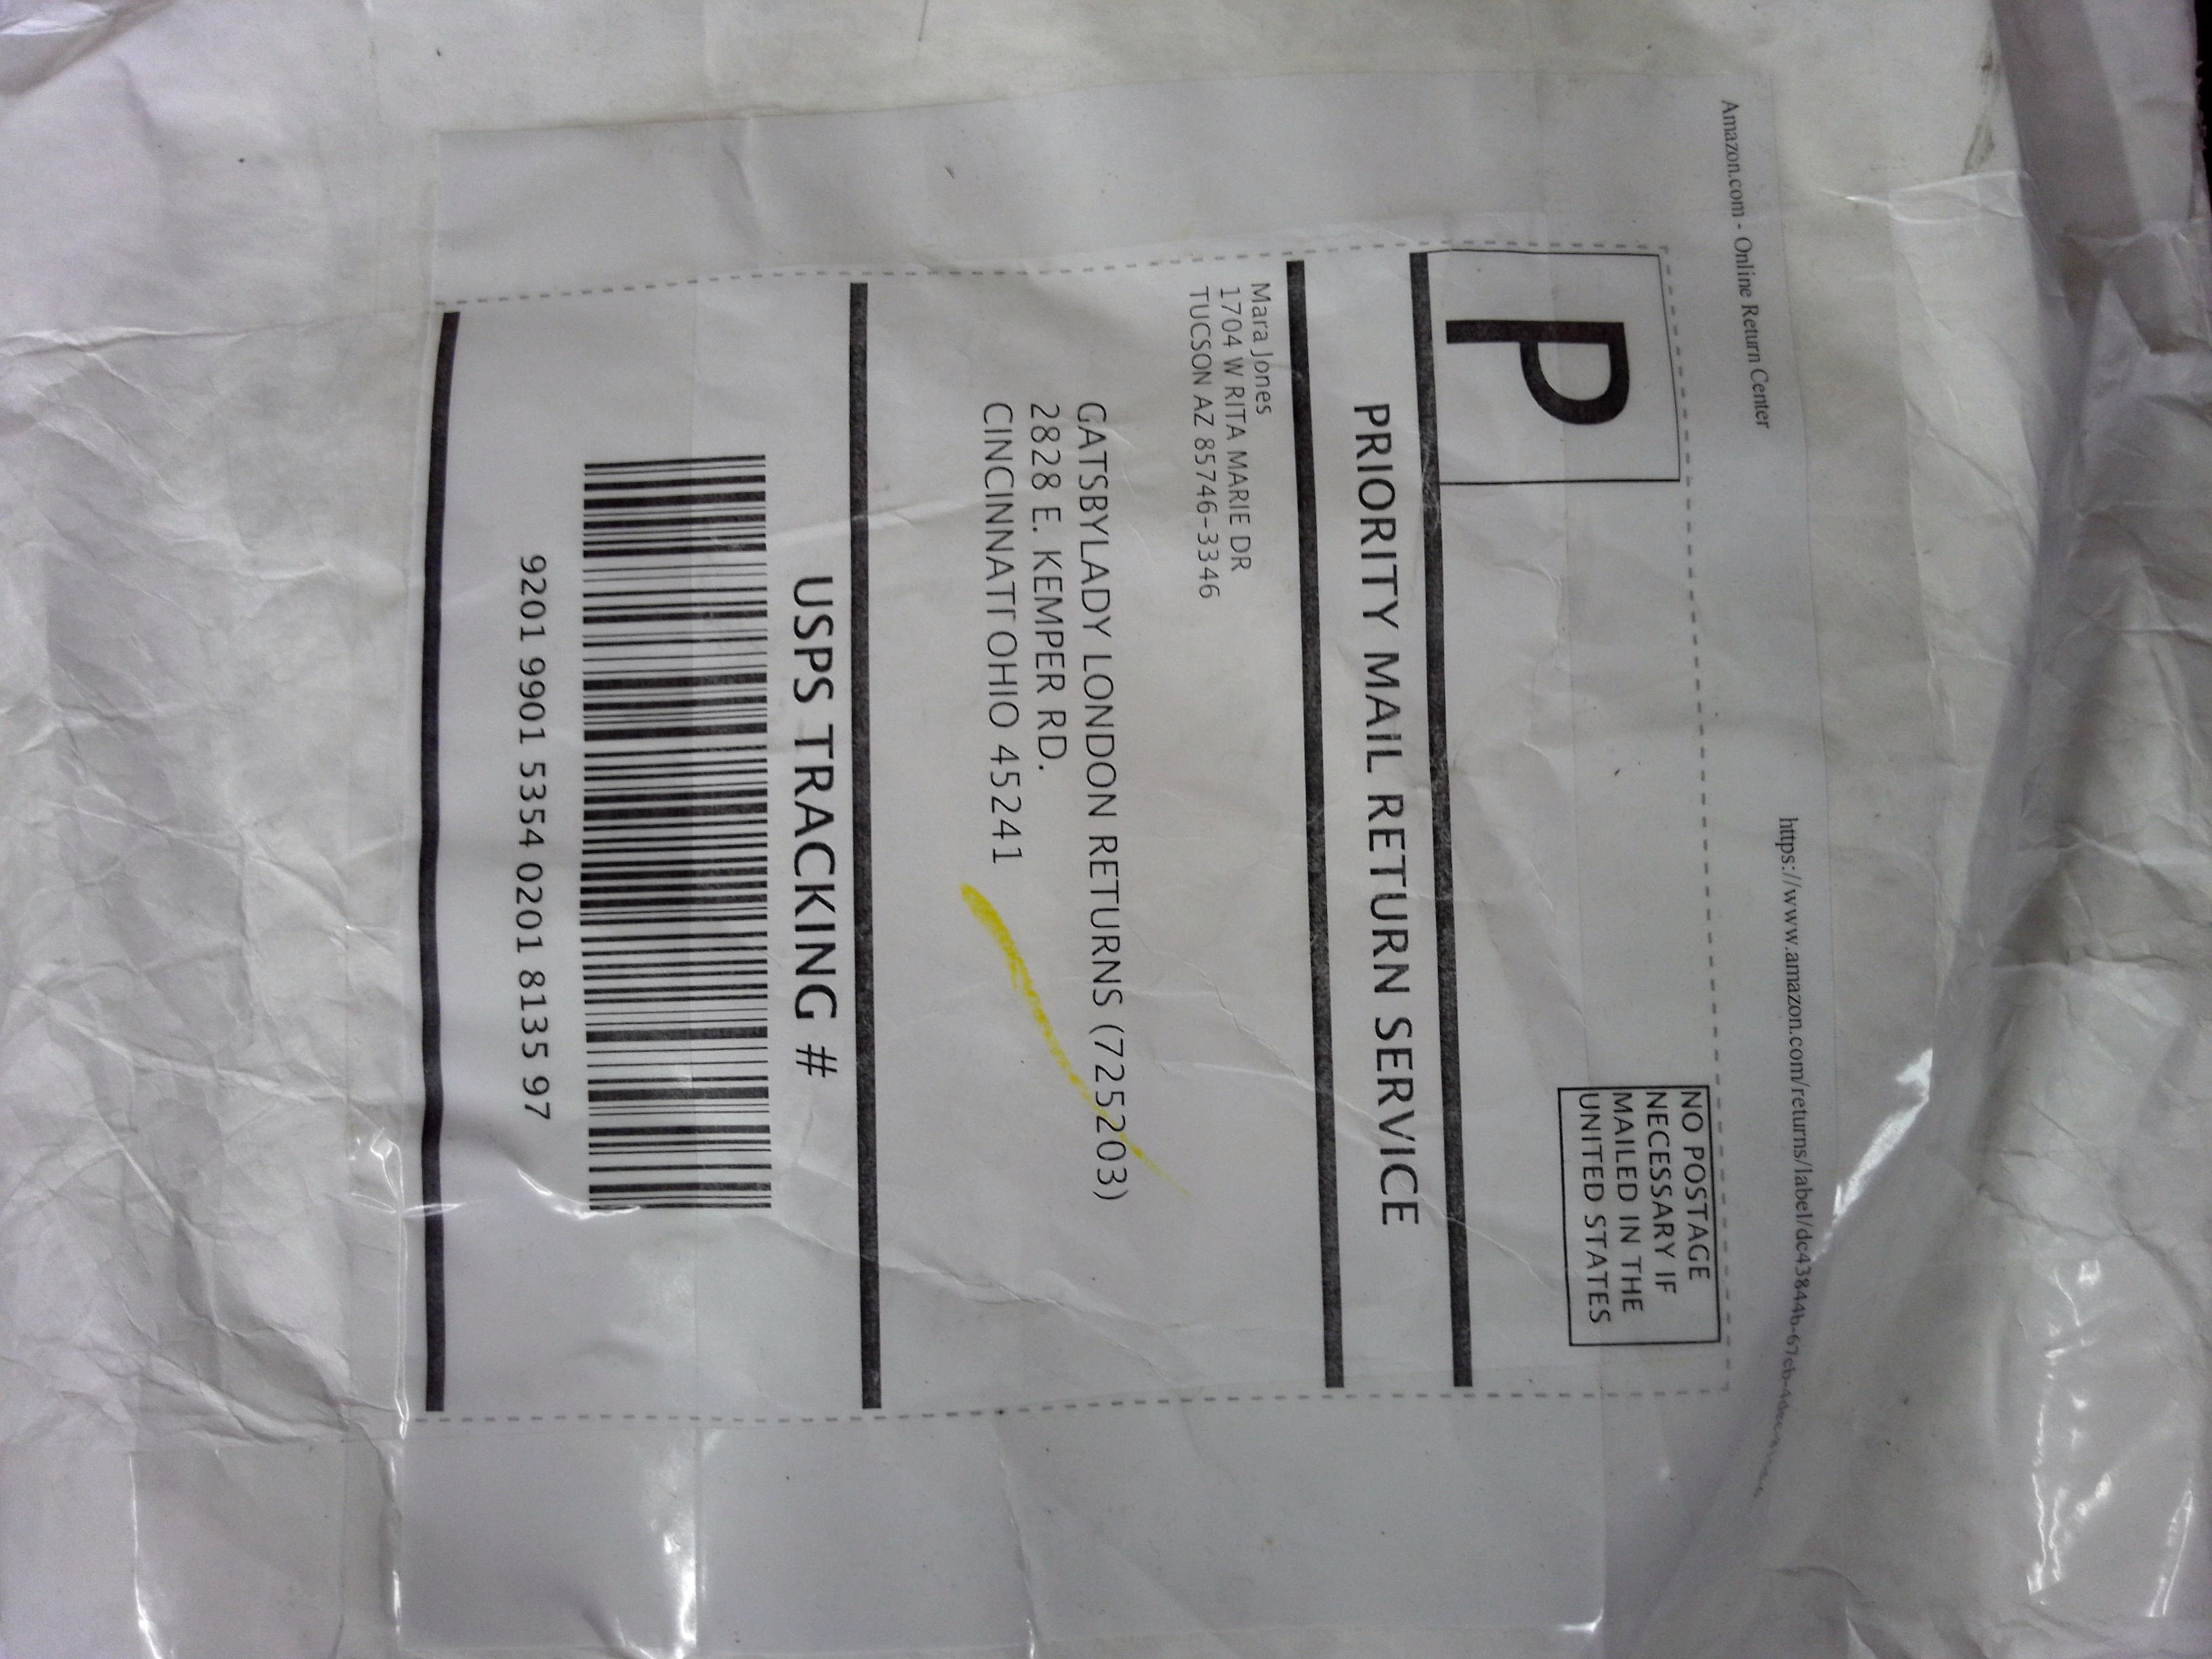 Amazon.com - Online Return Center
https://www.amazon.com/returns/label/dc43844b-67cb-
P
NO POSTAGE
NECESSARY IF
MAILED IN THE
UNITED STATES
PRIORITY MAIL RETURN SERVICE
Mara Jones
1704 W RITA MARIE DR
TUCSON AZ 85746-3346
GATSBYLADY LONDON RETURNS (725203)
2828 E. KEMPER RD.
CINCINNATI OHIO 45241
USPS TRACKING #
9201 9901 5354 0201 8135 97